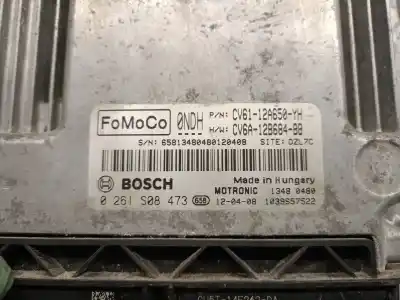 FoMoCo 0NDH P/N: CV61-12A650-YH
H/W: CV6A-12B684-BB
S/N: 65813480480120408 SITE: DZL7C
BOSCH Made in Hungary
MOTRONIC 1348 0480
0 261 S08 473 658 12-04-08 1039S57522